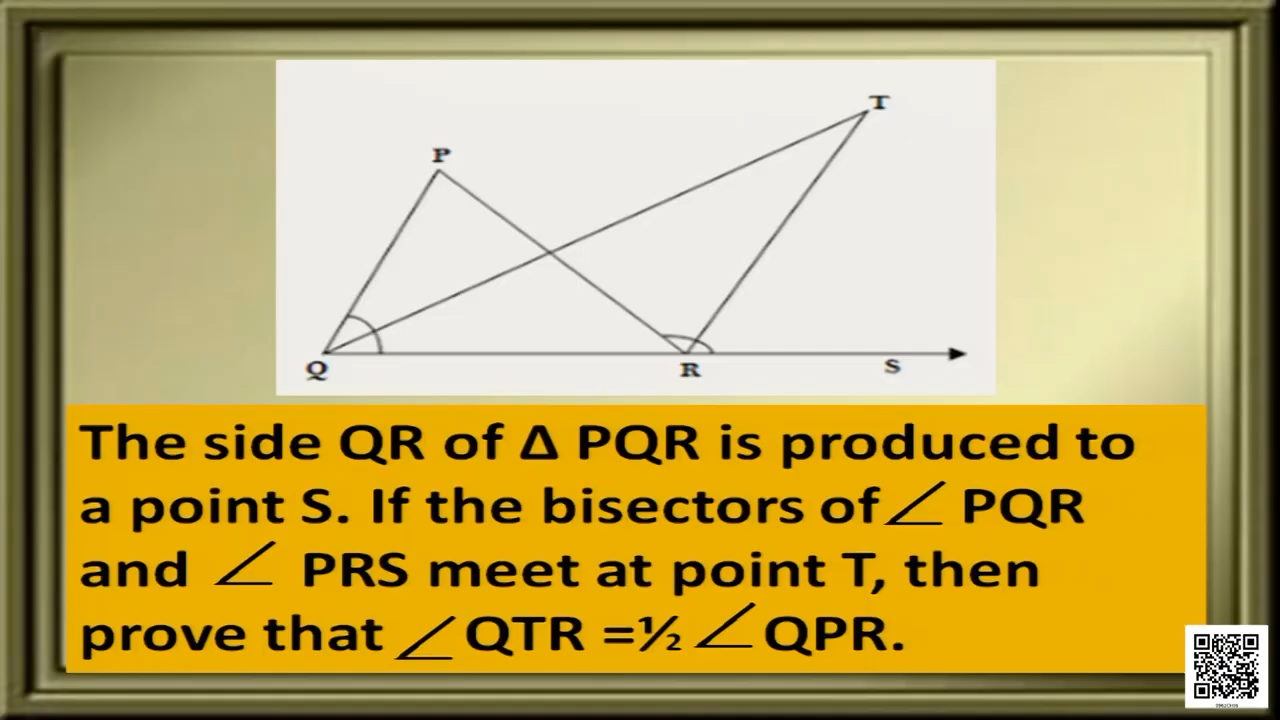 T
P
Q
R
S
The side QR of Δ PQR is produced to
a point S. If the bisectors of ∠ PQR
and ∠ PRS meet at point T, then
prove that ∠QTR =½ ∠QPR.